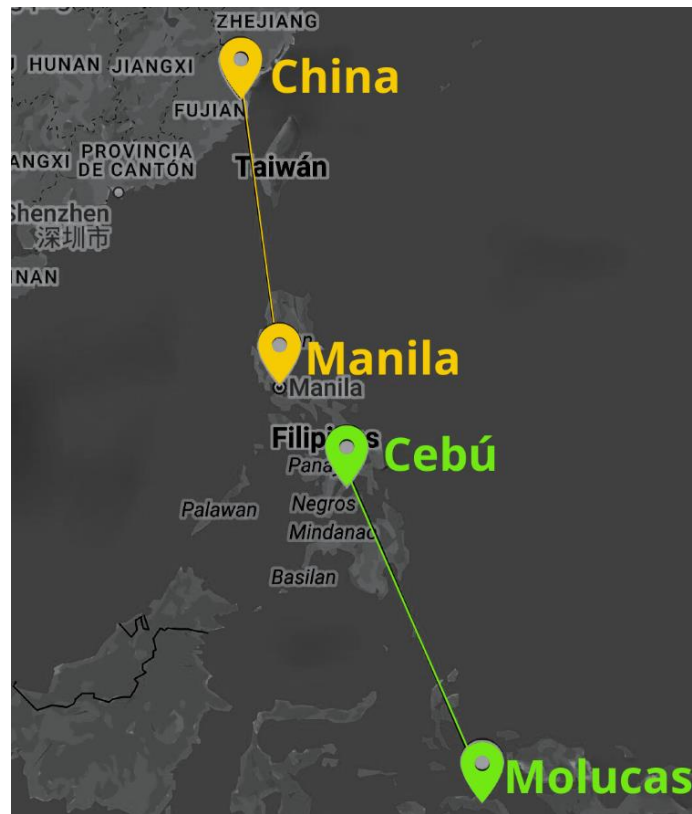 ZHEJIANG
HUNAN JIANGXI
China
FUJIAN
ANGXI
PROVINCIA
DE CANTÓN
Taiwán
Shenzhen
深圳市
INAN
Manila
Manila
Filipinas
Cebú
Panay
Palawan
Negros
Mindanao
Basilan
Molucas